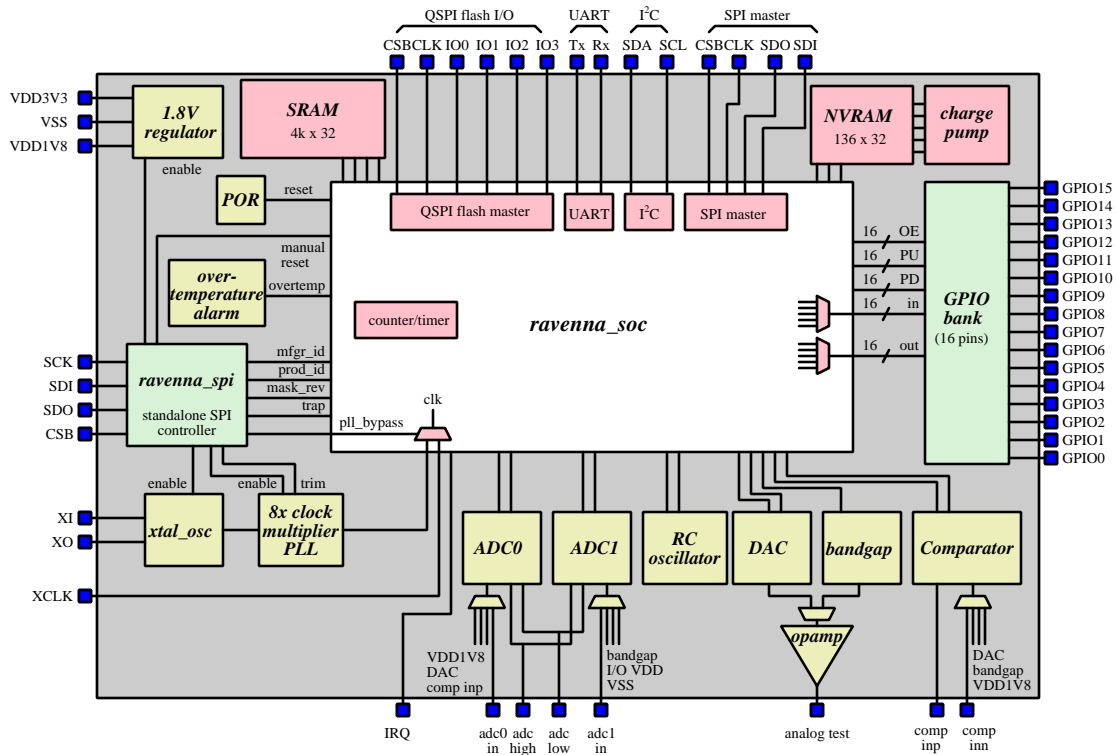 QSPI flash I/O UART I²C SPI master
CSB CLK IO0 IO1 IO2 IO3 Tx Rx SDA SCL CSB CLK SDO SDI
VDD3V3
VSS
VDD1V8
1.8V
regulator
enable
SRAM
4k x 32
NVRAM
136 x 32
charge
pump
POR
reset
QSPI flash master
UART
I²C
SPI master
manual
reset
over-
temperature
alarm
overtemp
counter/timer
ravenna_soc
16 OE
16 PU
16 PD
16 in
16 out
GPIO
bank
(16 pins)
GPIO15
GPIO14
GPIO13
GPIO12
GPIO11
GPIO10
GPIO9
GPIO8
GPIO7
GPIO6
GPIO5
GPIO4
GPIO3
GPIO2
GPIO1
GPIO0
SCK
SDI
SDO
CSB
ravenna_spi
standalone SPI
controller
mfgr_id
prod_id
mask_rev
trap
pll_bypass
clk
enable
enable
trim
XI
XO
XCLK
xtal_osc
8x clock
multiplier
PLL
ADC0
ADC1
RC
oscillator
DAC
bandgap
Comparator
VDD1V8
DAC
comp inp
bandgap
I/O VDD
VSS
opamp
DAC
bandgap
VDD1V8
IRQ
adc0
in
adc
high
adc
low
adc1
in
analog test
comp
inp
comp
inn